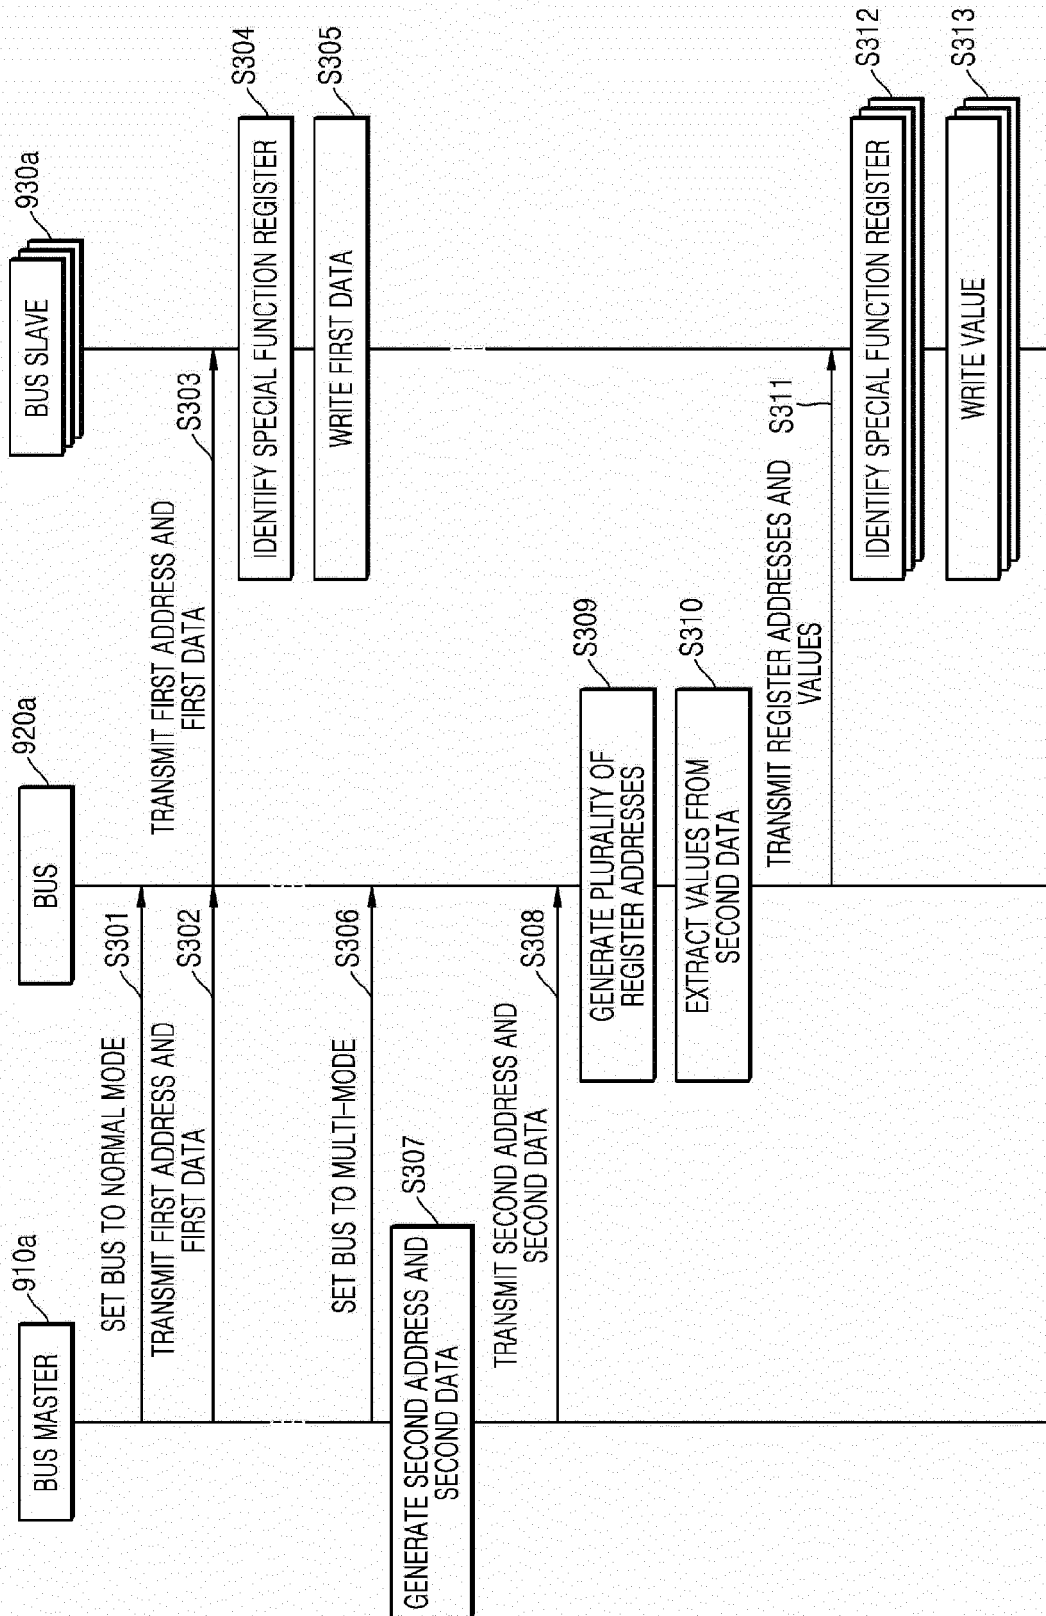 BUS MASTER
910a
BUS
920a
BUS SLAVE
930a
SET BUS TO NORMAL MODE
S301
TRANSMIT FIRST ADDRESS AND
FIRST DATA
S302
TRANSMIT FIRST ADDRESS AND
FIRST DATA
S303
IDENTIFY SPECIAL FUNCTION REGISTER
S304
WRITE FIRST DATA
S305
SET BUS TO MULTI-MODE
S306
GENERATE SECOND ADDRESS AND
SECOND DATA
S307
TRANSMIT SECOND ADDRESS AND
SECOND DATA
S308
GENERATE PLURALITY OF
REGISTER ADDRESSES
S309
EXTRACT VALUES FROM
SECOND DATA
S310
TRANSMIT REGISTER ADDRESSES AND
VALUES
S311
IDENTIFY SPECIAL FUNCTION REGISTER
S312
WRITE VALUE
S313